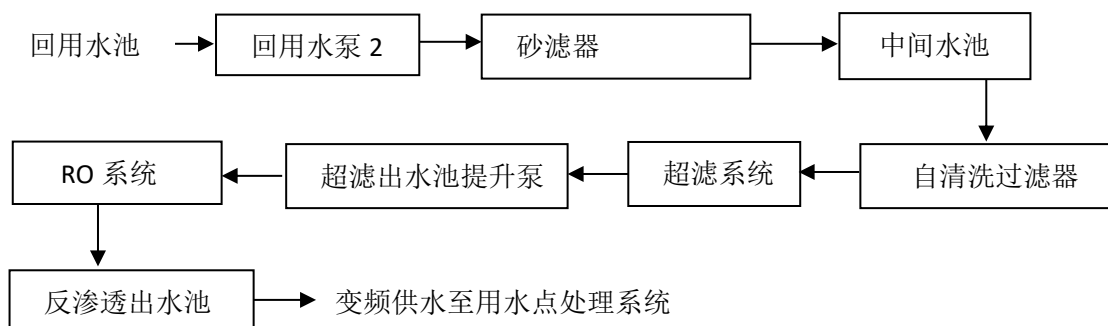 回用水池
回用水泵 2
砂滤器
中间水池
RO 系统
超滤出水池提升泵
超滤系统
自清洗过滤器
反渗透出水池
变频供水至用水点处理系统